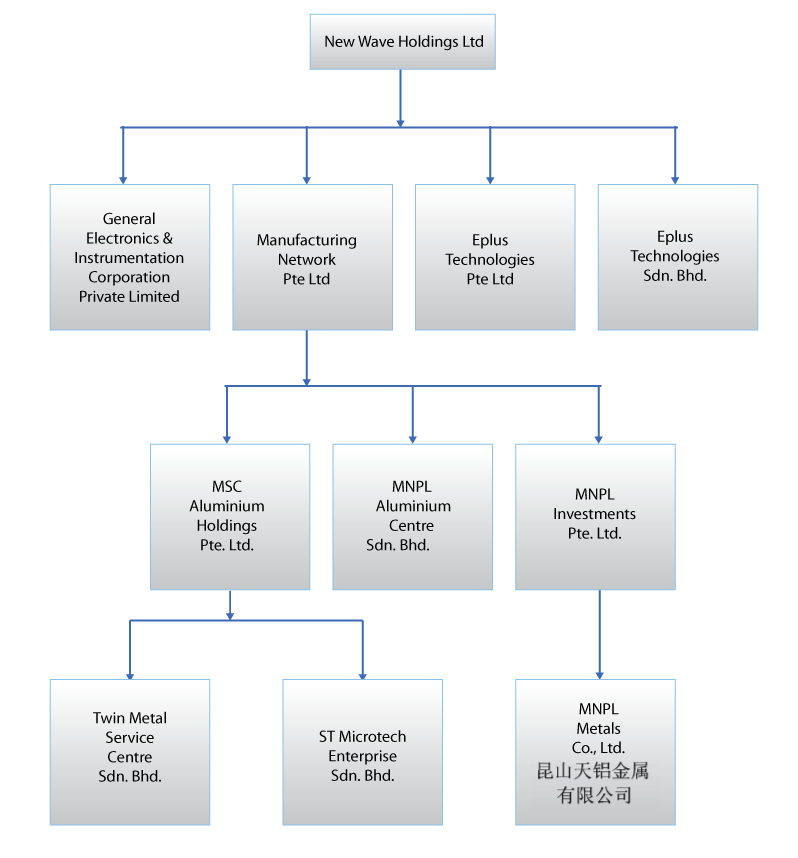 New Wave Holdings Ltd
General
Electronics &
Instrumentation
Corporation
Private Limited
Manufacturing
Network
Pte Ltd
Eplus
Technologies
Pte Ltd
Eplus
Technologies
Sdn. Bhd.
MSC
Aluminium
Holdings
Pte. Ltd.
MNPL
Aluminium
Centre
Sdn. Bhd.
MNPL
Investments
Pte. Ltd.
Twin Metal
Service
Centre
Sdn. Bhd.
ST Microtech
Enterprise
Sdn. Bhd.
MNPL
Metals
Co., Ltd.
昆山天铝金属
有限公司